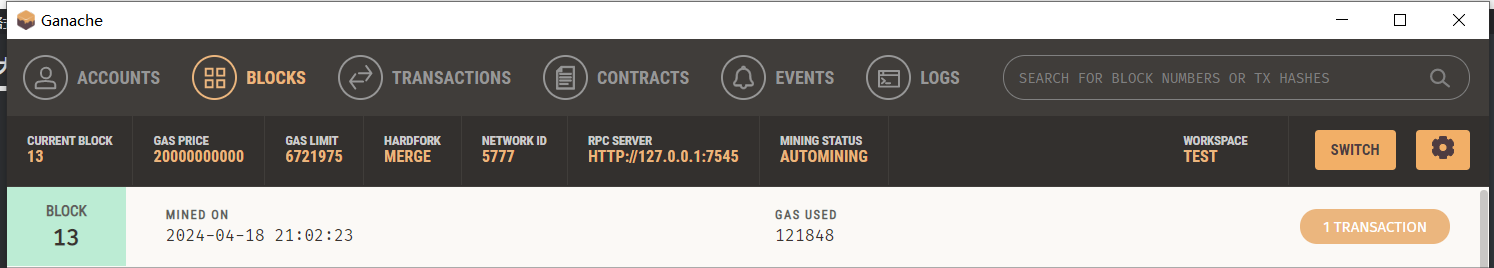 Ganache
ACCOUNTS BLOCKS TRANSACTIONS CONTRACTS EVENTS LOGS SEARCH FOR BLOCK NUMBERS OR TX HASHES
CURRENT BLOCK GAS PRICE GAS LIMIT HARDFORK NETWORK ID RPC SERVER MINING STATUS WORKSPACE
13 20000000000 6721975 MERGE 5777 HTTP://127.0.0.1:7545 AUTOMINING TEST SWITCH
BLOCK MINED ON GAS USED
13 2024-04-18 21:02:23 121848 1 TRANSACTION